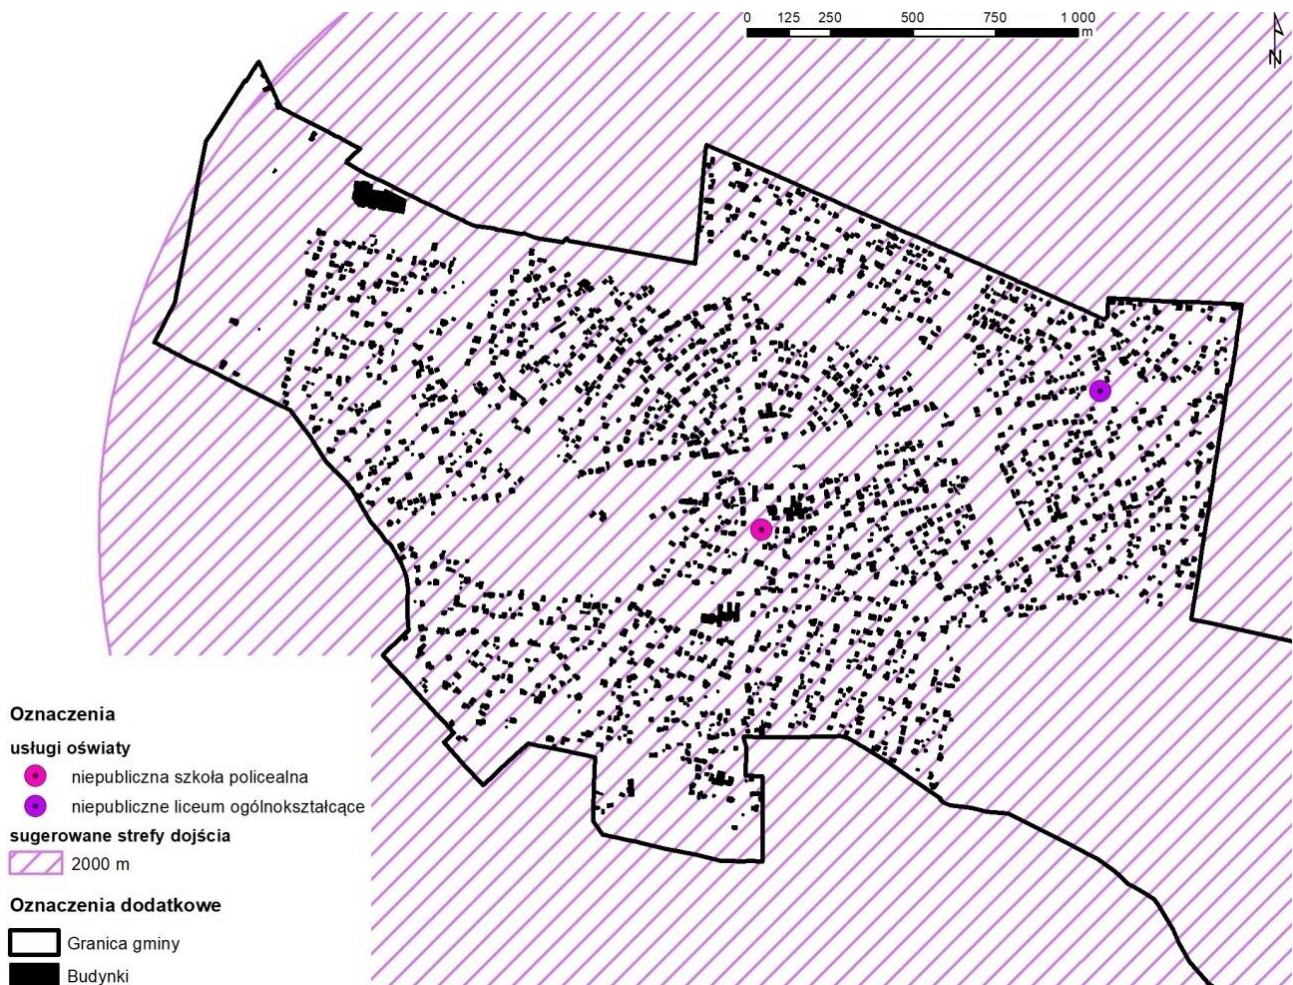 0 125 250 500 750 1 000
m
N
Oznaczenia
usługi oświaty
niepubliczna szkoła policealna
niepubliczne liceum ogólnokształcące
sugerowane strefy dojścia
2000 m
Oznaczenia dodatkowe
Granica gminy
Budynki